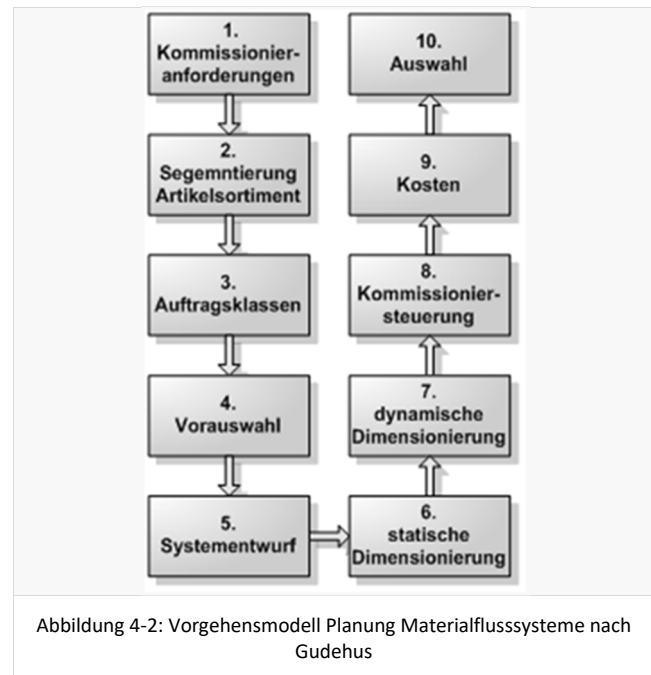 1.
Kommissionier-
anforderungen
2.
Segemntierung
Artikelsortiment
3.
Auftragsklassen
4.
Vorauswahl
5.
Systementwurf
6.
statische
Dimensionierung
7.
dynamische
Dimensionierung
8.
Kommissionier-
steuerung
9.
Kosten
10.
Auswahl
Abbildung 4-2: Vorgehensmodell Planung Materialflusssysteme nach
Gudehus